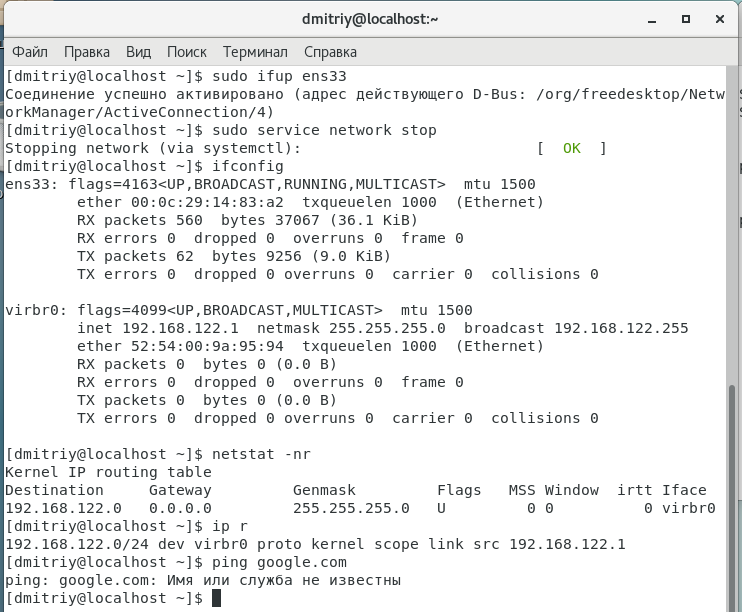 dmitriy@localhost:~
Файл Правка Вид Поиск Терминал Справка
[dmitriy@localhost ~]$ sudo ifup ens33
Соединение успешно активировано (адрес действующего D-Bus: /org/freedesktop/Netw
orkManager/ActiveConnection/4)
[dmitriy@localhost ~]$ sudo service network stop
Stopping network (via systemctl):                          [  OK  ]
[dmitriy@localhost ~]$ ifconfig
ens33: flags=4163<UP,BROADCAST,RUNNING,MULTICAST>  mtu 1500
        ether 00:0c:29:14:83:a2  txqueuelen 1000  (Ethernet)
        RX packets 560  bytes 37067 (36.1 KiB)
        RX errors 0  dropped 0  overruns 0  frame 0
        TX packets 62  bytes 9256 (9.0 KiB)
        TX errors 0  dropped 0 overruns 0  carrier 0  collisions 0

virbr0: flags=4099<UP,BROADCAST,MULTICAST>  mtu 1500
        inet 192.168.122.1  netmask 255.255.255.0  broadcast 192.168.122.255
        ether 52:54:00:9a:95:94  txqueuelen 1000  (Ethernet)
        RX packets 0  bytes 0 (0.0 B)
        RX errors 0  dropped 0  overruns 0  frame 0
        TX packets 0  bytes 0 (0.0 B)
        TX errors 0  dropped 0 overruns 0  carrier 0  collisions 0

[dmitriy@localhost ~]$ netstat -nr
Kernel IP routing table
Destination     Gateway         Genmask         Flags   MSS Window  irtt Iface
192.168.122.0   0.0.0.0         255.255.255.0   U         0 0          0 virbr0
[dmitriy@localhost ~]$ ip r
192.168.122.0/24 dev virbr0 proto kernel scope link src 192.168.122.1
[dmitriy@localhost ~]$ ping google.com
ping: google.com: Имя или служба не известны
[dmitriy@localhost ~]$